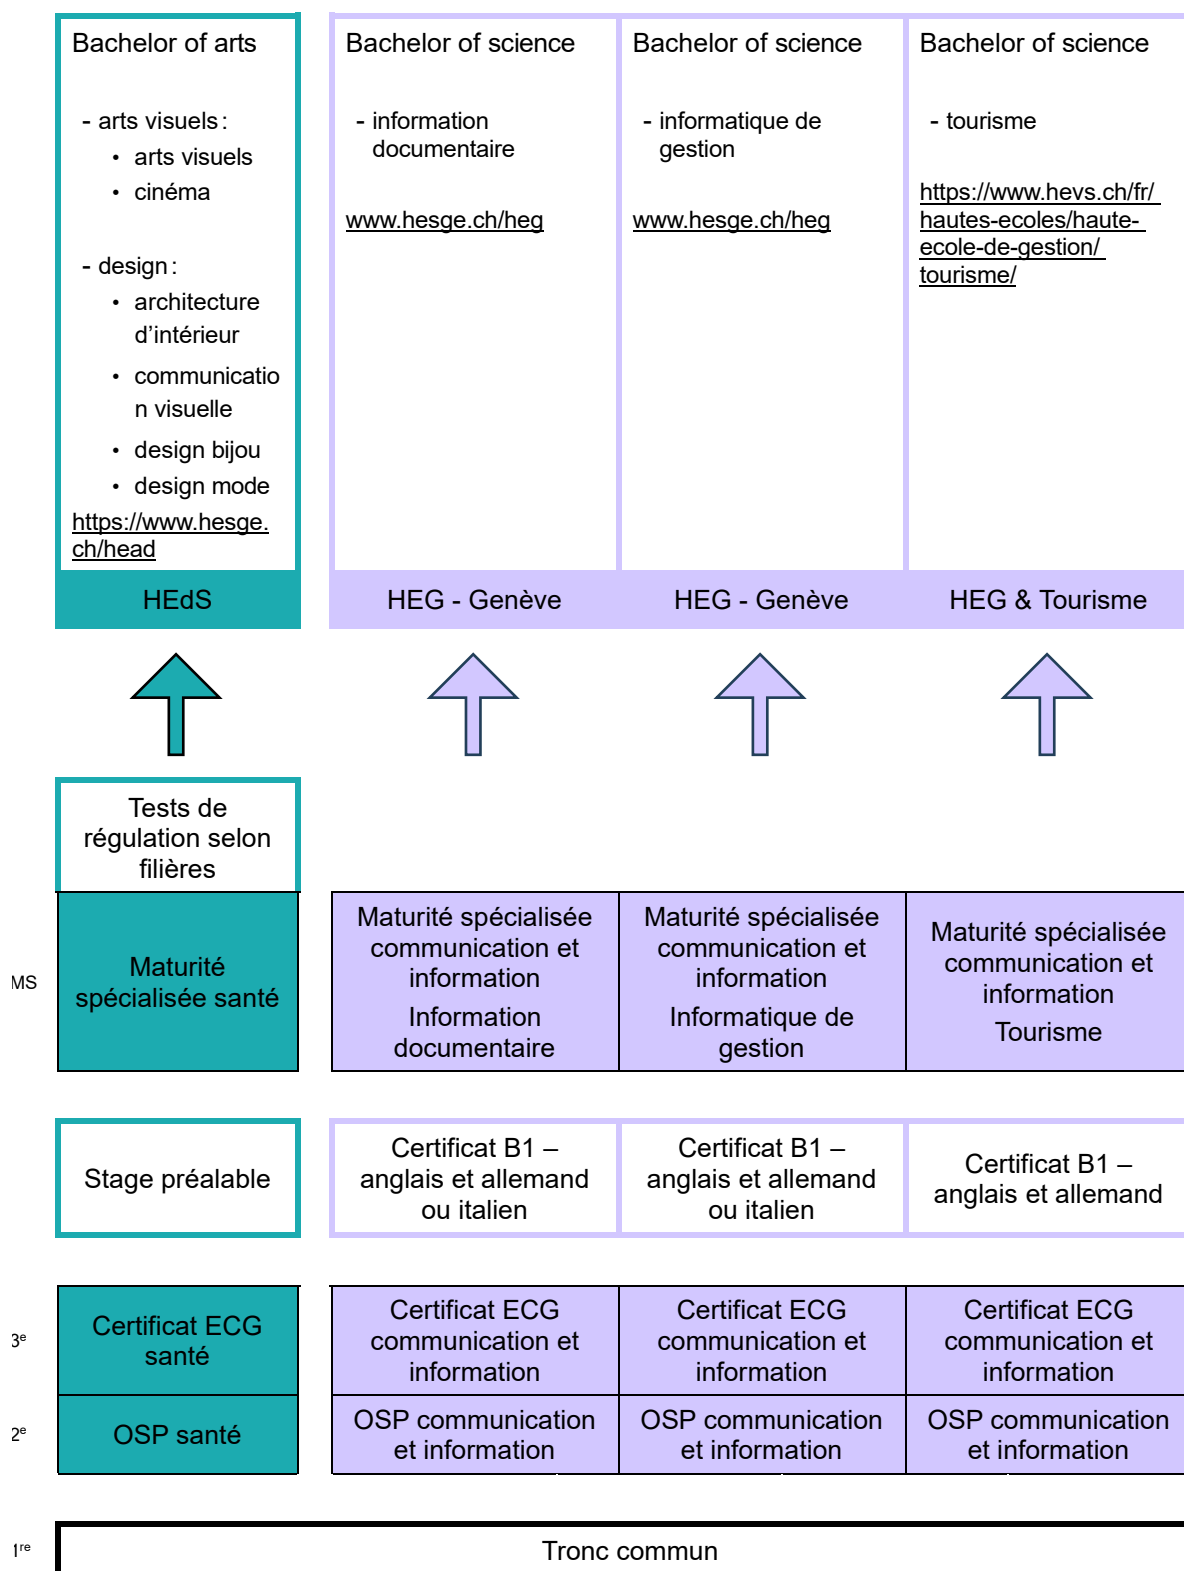 Bachelor of arts
- arts visuels :
• arts visuels
• cinéma
- design :
• architecture
d’intérieur
• communicatio
n visuelle
• design bijou
• design mode
https://www.hesge.
ch/head
HEdS
Bachelor of science
- information
documentaire
www.hesge.ch/heg
HEG - Genève
Bachelor of science
- informatique de
gestion
www.hesge.ch/heg
HEG - Genève
Bachelor of science
- tourisme
https://www.hevs.ch/fr/
hautes-ecoles/haute-
ecole-de-gestion/
tourisme/
HEG & Tourisme
Tests de
régulation selon
filières
MS
Maturité
spécialisée santé
Maturité spécialisée
communication et
information
Information
documentaire
Maturité spécialisée
communication et
information
Informatique de
gestion
Maturité spécialisée
communication et
information
Tourisme
Stage préalable
Certificat B1 –
anglais et allemand
ou italien
Certificat B1 –
anglais et allemand
ou italien
Certificat B1 –
anglais et allemand
3e
Certificat ECG
santé
Certificat ECG
communication et
information
Certificat ECG
communication et
information
Certificat ECG
communication et
information
2e
OSP santé
OSP communication
et information
OSP communication
et information
OSP communication
et information
1re
Tronc commun